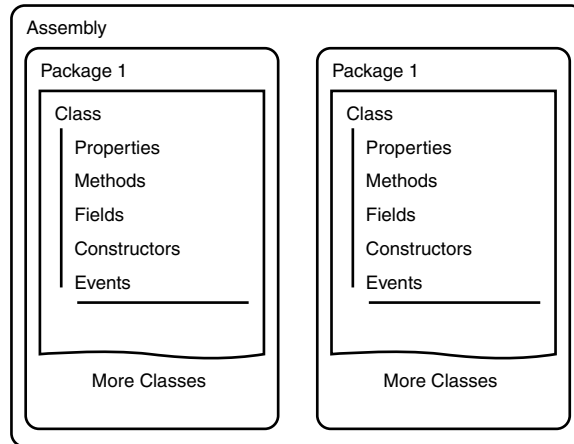 Assembly
Package 1
Class
Properties
Methods
Fields
Constructors
Events
More Classes
Package 1
Class
Properties
Methods
Fields
Constructors
Events
More Classes